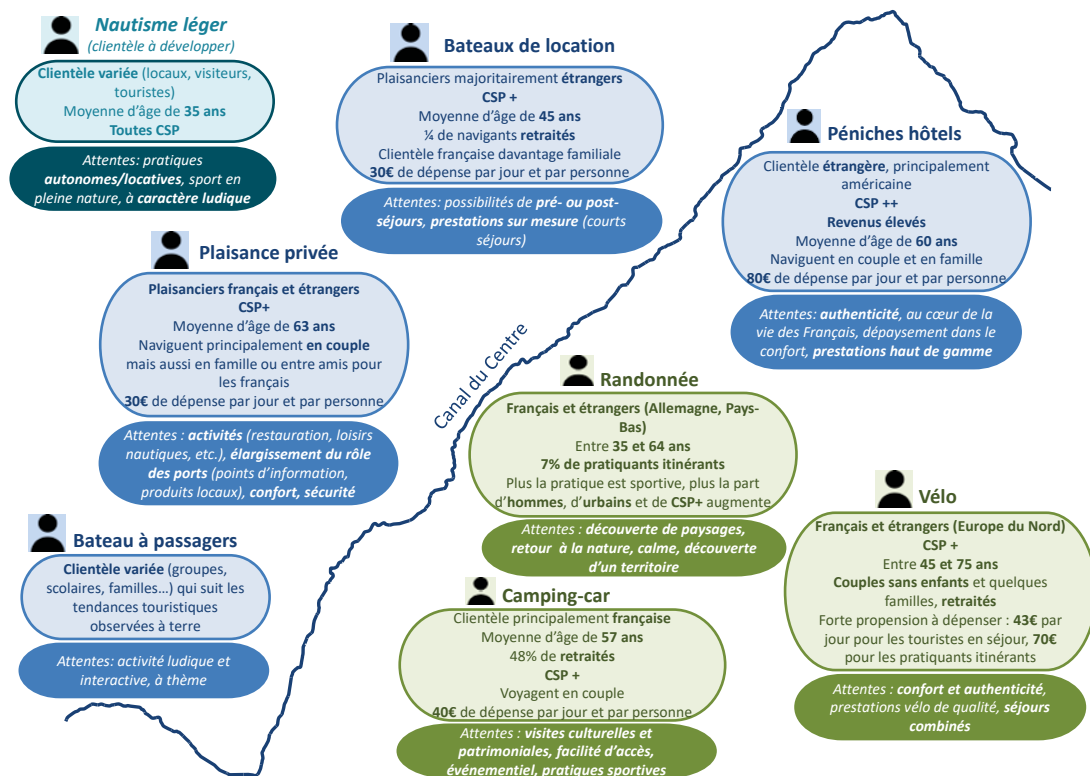 Nautisme léger
(clientèle à développer)
Clientèle variée (locaux, visiteurs,
touristes)
Moyenne d'âge de 35 ans
Toutes CSP
Attentes: pratiques
autonomes/locatives, sport en
pleine nature, à caractère ludique
Bateaux de location
Plaisanciers majoritairement étrangers
CSP +
Moyenne d'âge de 45 ans
¼ de navigants retraités
Clientèle française davantage familiale
30€ de dépense par jour et par personne
Attentes: possibilités de pré- ou post-
séjours, prestations sur mesure (courts
séjours)
Péniches hôtels
Clientèle étrangère, principalement
américaine
CSP ++
Revenus élevés
Moyenne d'âge de 60 ans
Naviguent en couple et en famille
80€ de dépense par jour et par personne
Attentes: authenticité, au cœur de la
vie des Français, dépaysement dans le
confort, prestations haut de gamme
Plaisance privée
Plaisanciers français et étrangers
CSP+
Moyenne d'âge de 63 ans
Naviguent principalement en couple
mais aussi en famille ou entre amis pour
les français
30€ de dépense par jour et par personne
Attentes : activités (restauration, loisirs
nautiques, etc.), élargissement du rôle
des ports (points d'information,
produits locaux), confort, sécurité
Canal du Centre
Randonnée
Français et étrangers (Allemagne, Pays-
Bas)
Entre 35 et 64 ans
7% de pratiquants itinérants
Plus la pratique est sportive, plus la part
d'hommes, d'urbains et de CSP+ augmente
Attentes : découverte de paysages,
retour à la nature, calme, découverte
d'un territoire
Vélo
Français et étrangers (Europe du Nord)
CSP +
Entre 45 et 75 ans
Couples sans enfants et quelques
familles, retraités
Forte propension à dépenser : 43€ par
jour pour les touristes en séjour, 70€
pour les pratiquants itinérants
Attentes : confort et authenticité,
prestations vélo de qualité, séjours
combinés
Bateau à passagers
Clientèle variée (groupes,
scolaires, familles…) qui suit les
tendances touristiques
observées à terre
Attentes: activité ludique et
interactive, à thème
Camping-car
Clientèle principalement française
Moyenne d'âge de 57 ans
48% de retraités
CSP +
Voyagent en couple
40€ de dépense par jour et par personne
Attentes : visites culturelles et
patrimoniales, facilité d'accès,
événementiel, pratiques sportives